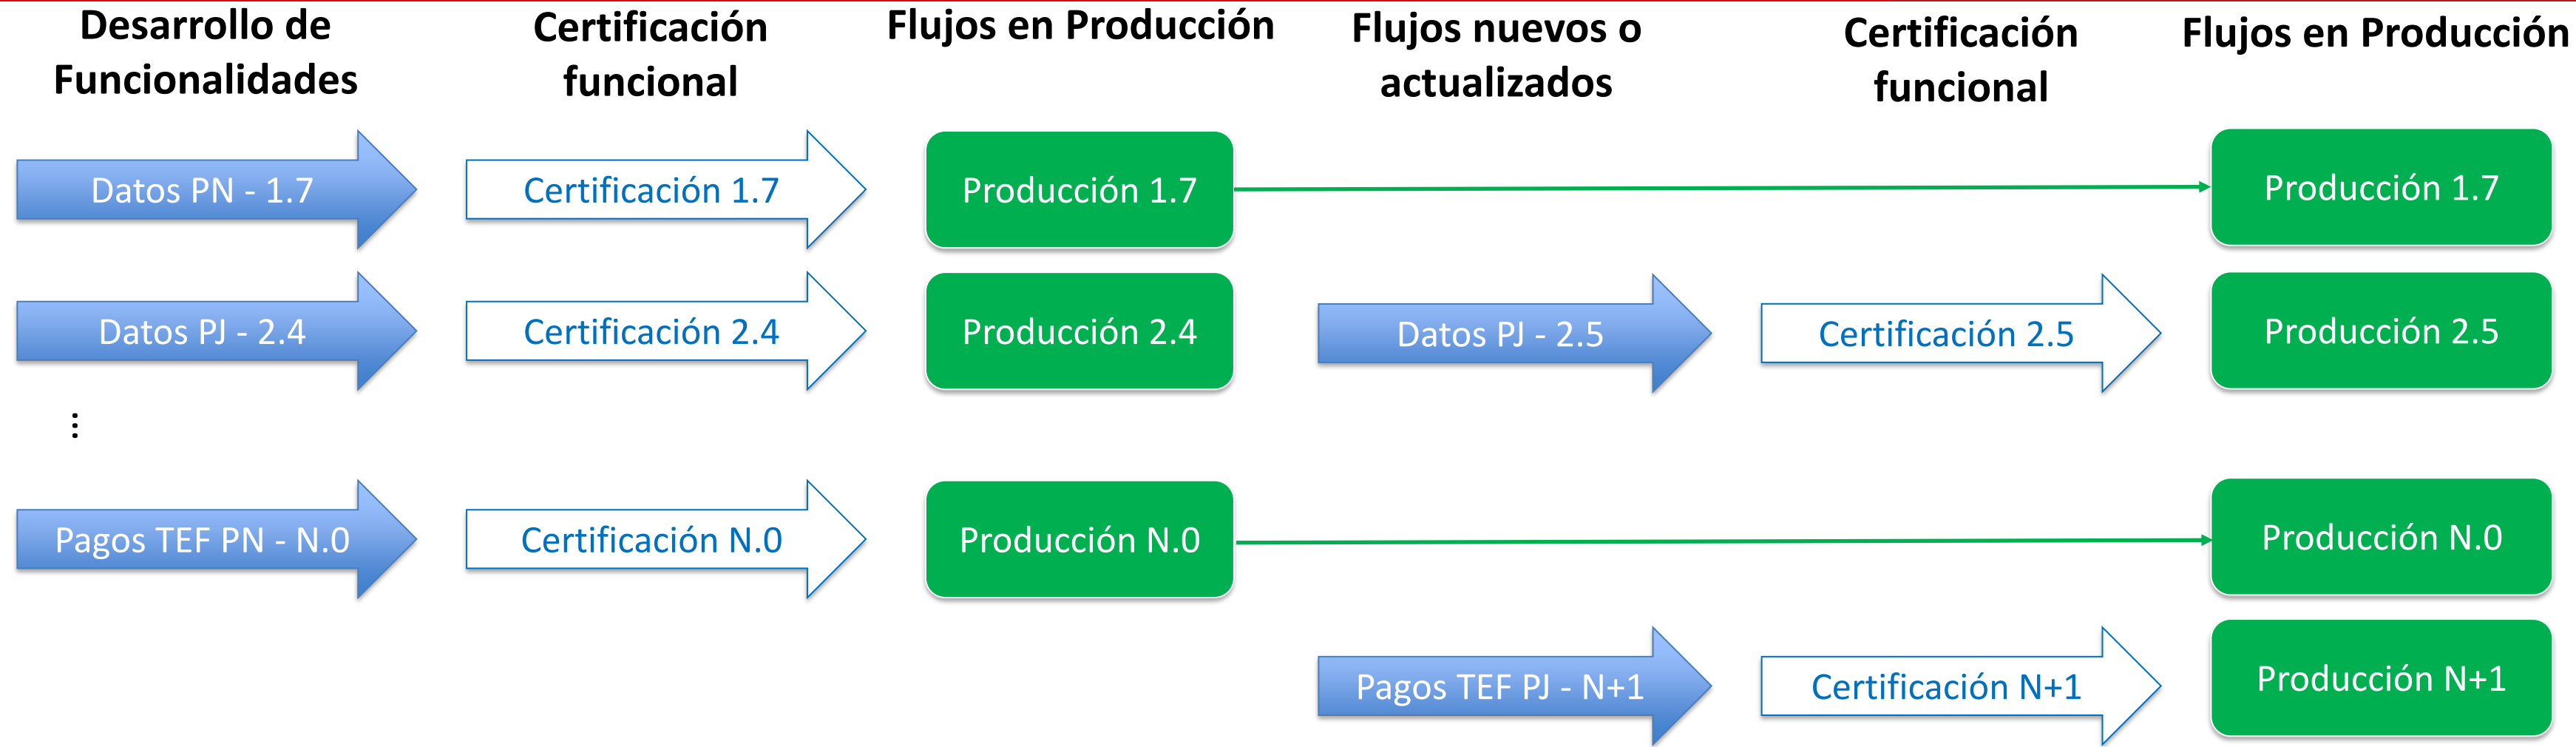 Desarrollo de
Funcionalidades
Certificación
funcional
Flujos en Producción
Flujos nuevos o
actualizados
Certificación
funcional
Flujos en Producción
Datos PN - 1.7
Certificación 1.7
Producción 1.7
Producción 1.7
Datos PJ - 2.4
Certificación 2.4
Producción 2.4
Datos PJ - 2.5
Certificación 2.5
Producción 2.5
...
Pagos TEF PN - N.0
Certificación N.0
Producción N.0
Producción N.0
Pagos TEF PJ - N+1
Certificación N+1
Producción N+1